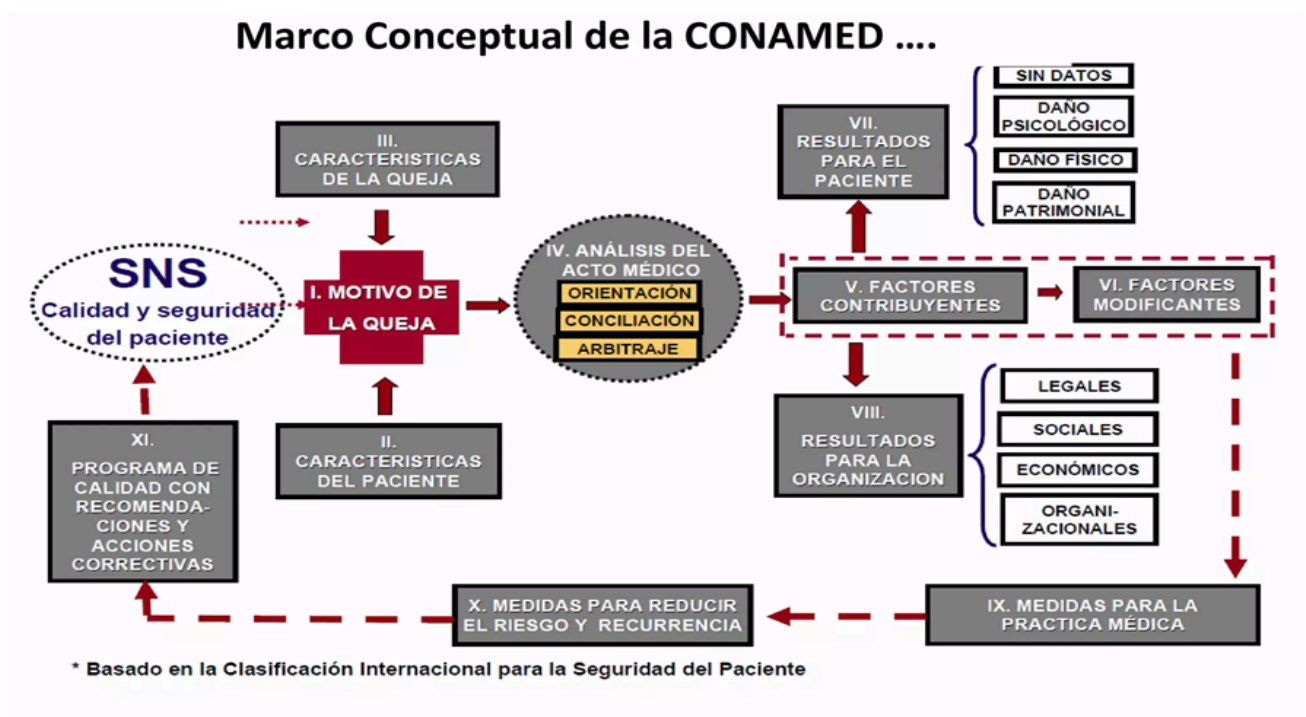 Marco Conceptual de la CONAMED ....
III.
CARACTERISTICAS
DE LA QUEJA
VII.
RESULTADOS
PARA EL
PACIENTE
SIN DATOS
DAÑO
PSICOLÓGICO
DAÑO FÍSICO
DAÑO
PATRIMONIAL
SNS
Calidad y seguridad
del paciente
I. MOTIVO DE
LA QUEJA
IV. ANÁLISIS DEL
ACTO MÉDICO
ORIENTACIÓN
CONCILIACIÓN
ARBITRAJE
V. FACTORES
CONTRIBUYENTES
VI. FACTORES
MODIFICANTES
II.
CARACTERISTICAS
DEL PACIENTE
VIII.
RESULTADOS
PARA LA
ORGANIZACION
LEGALES
SOCIALES
ECONÓMICOS
ORGANI-
ZACIONALES
XI.
PROGRAMA DE
CALIDAD CON
RECOMENDA-
CIONES Y
ACCIONES
CORRECTIVAS
X. MEDIDAS PARA REDUCIR
EL RIESGO Y RECURRENCIA
IX. MEDIDAS PARA LA
PRACTICA MÉDICA
* Basado en la Clasificación Internacional para la Seguridad del Paciente